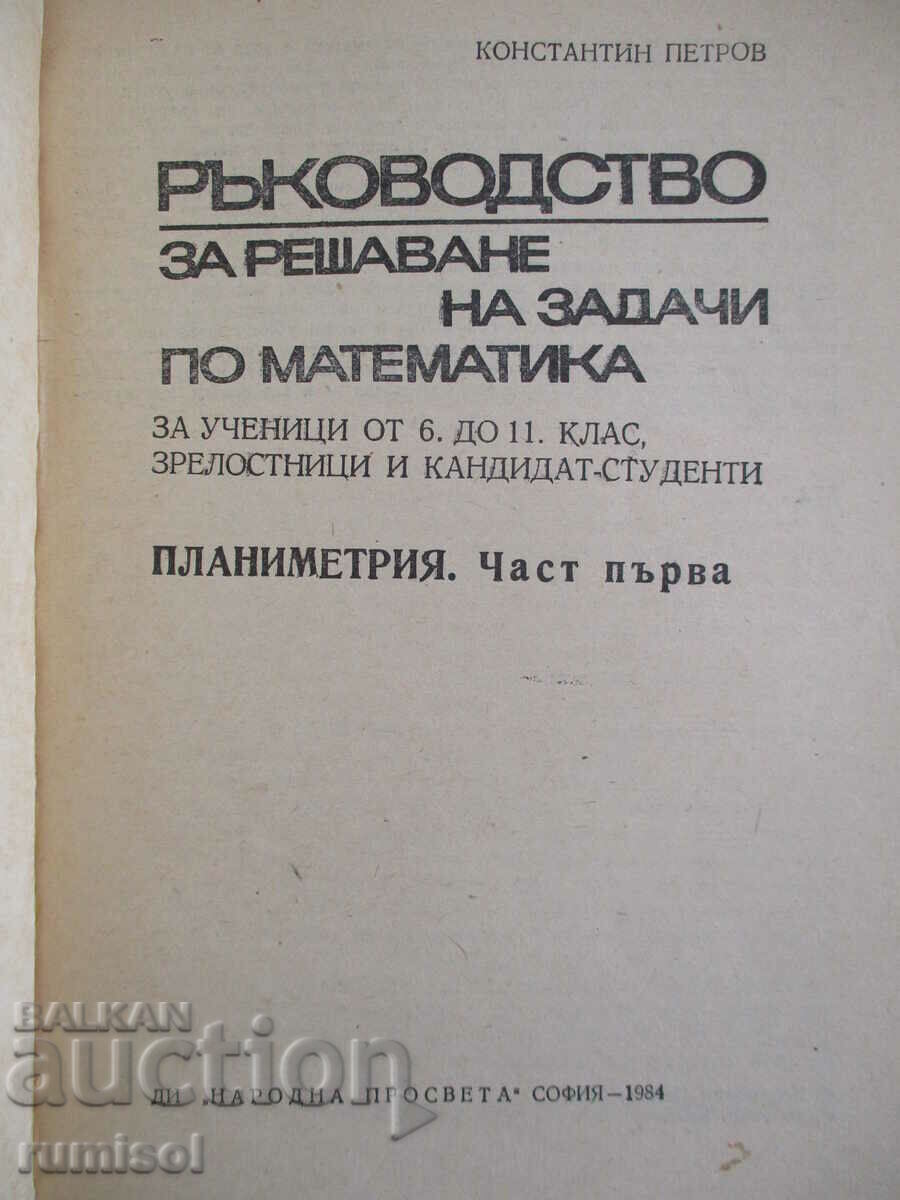 КОНСТАНТИН ПЕТРОВ
РЪКОВОДСТВО
ЗА РЕШАВАНЕ
НА ЗАДАЧИ
ПО МАТЕМАТИКА
ЗА УЧЕНИЦИ ОТ 6. ДО 11. КЛАС,
ЗРЕЛОСТНИЦИ И КАНДИДАТ-СТУДЕНТИ
ПЛАНИМЕТРИЯ. Част първа
BALKAN
auction
ДИ „НАРОДНА ПРОСВЕТА“ СОФИЯ—1984
rumisol